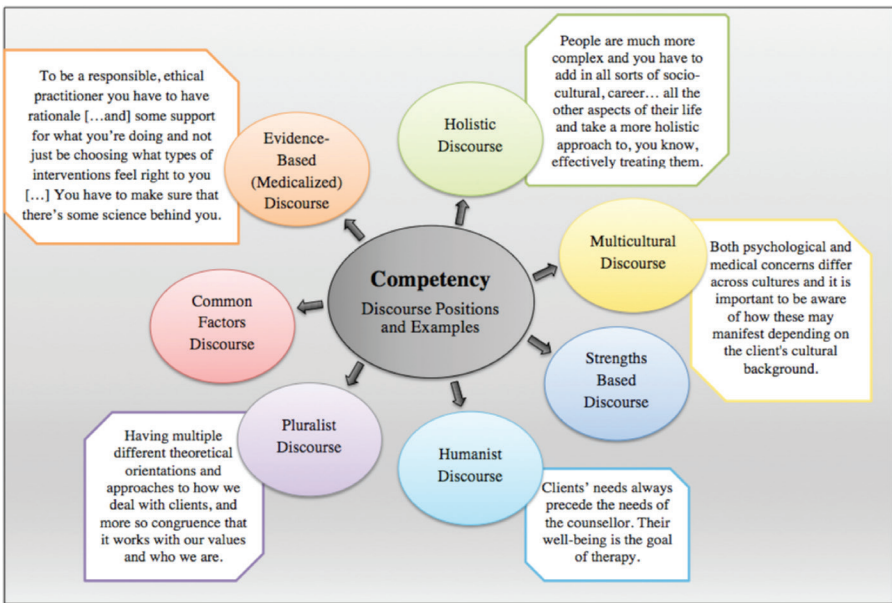 To be a responsible, ethical
practitioner you have to have
rationale […and] some support
for what you're doing and not
just be choosing what types of
interventions feel right to you
[…] You have to make sure that
there's some science behind you.
Evidence-
Based
(Medicalized)
Discourse
Holistic
Discourse
People are much more
complex and you have to
add in all sorts of socio-
cultural, career… all the
other aspects of their life
and take a more holistic
approach to, you know,
effectively treating them.
Multicultural
Discourse
Both psychological and
medical concerns differ
across cultures and it is
important to be aware
of how these may
manifest depending on
the client's cultural
background.
Competency
Discourse Positions
and Examples
Common
Factors
Discourse
Strengths
Based
Discourse
Pluralist
Discourse
Having multiple
different theoretical
orientations and
approaches to how we
deal with clients, and
more so congruence that
it works with our values
and who we are.
Humanist
Discourse
Clients' needs always
precede the needs of
the counsellor. Their
well-being is the goal
of therapy.